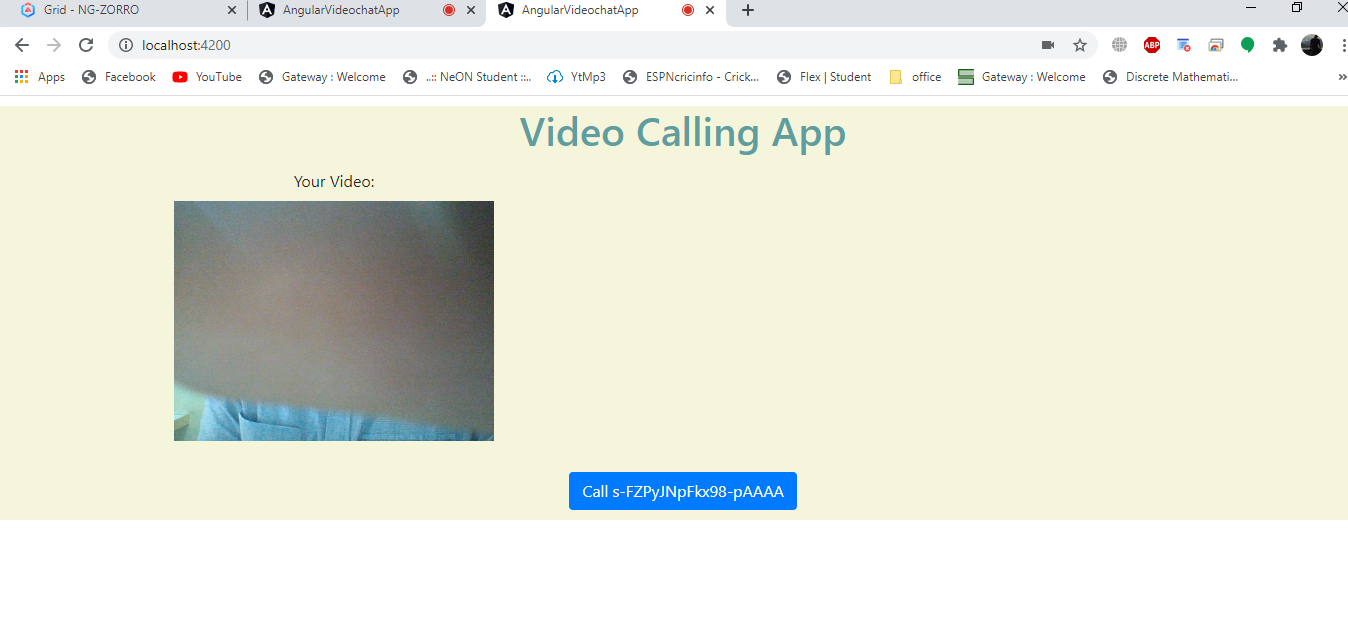 Grid - NG-ZORRO AngularVideochatApp AngularVideochatApp
localhost:4200 ABP
Apps Facebook YouTube Gateway : Welcome ..:: NeON Student ::.. YtMp3 ESPNcricinfo - Crick... Flex | Student office Gateway : Welcome Discrete Mathemati... »
Video Calling App
Your Video:
Call s-FZPyJNpFkx98-pAAAA